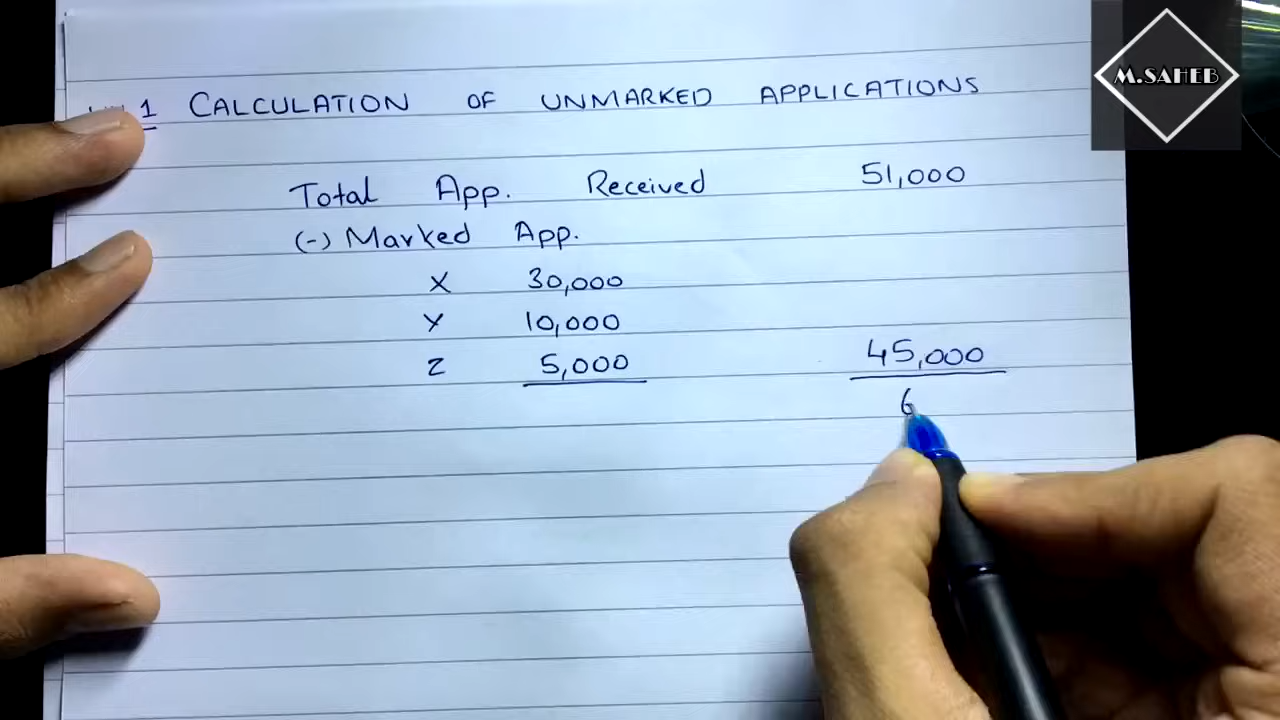 1 CALCULATION OF UNMARKED APPLICATIONS
Total App. Received 51,000
(-) Marked App.
X 30,000
Y 10,000
Z 5,000 45,000
6
M.SAHEB